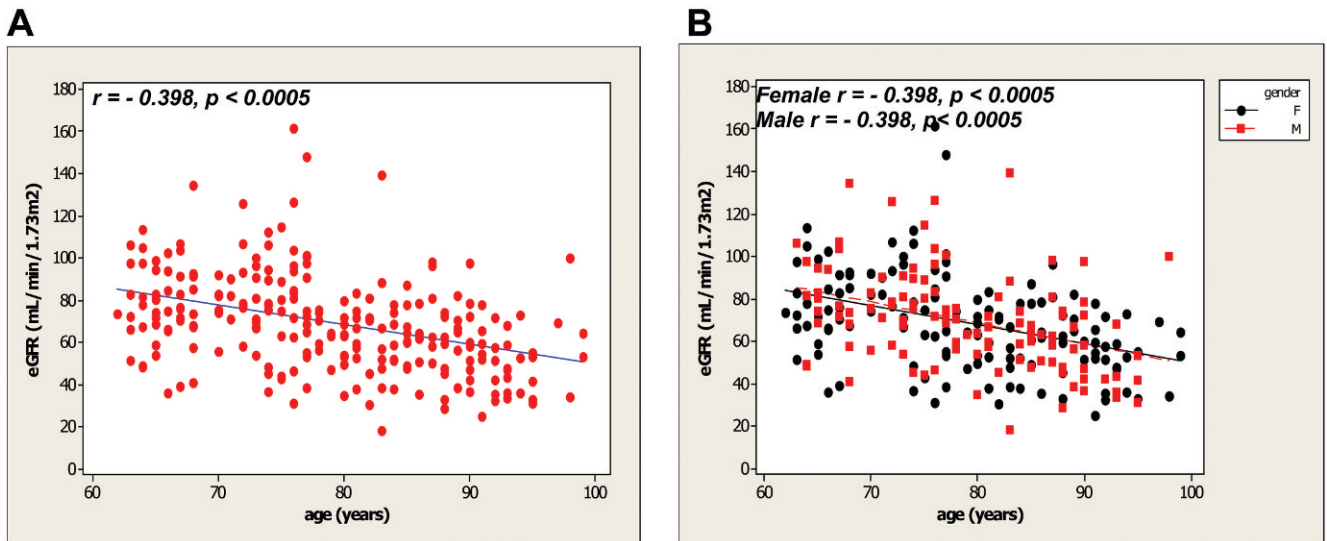 A
B
r = - 0.398, p < 0.0005
180
160
140
120
100
80
60
40
20
0
eGFR (mL/ min/ 1.73m2)
60
70
80
90
100
age (years)
Female r = - 0.398, p < 0.0005
Male r = - 0.398, p< 0.0005
180
160
140
120
100
80
60
40
20
0
eGFR (mL/ min/ 1.73m2)
60
70
80
90
100
age (years)
gender
F
M